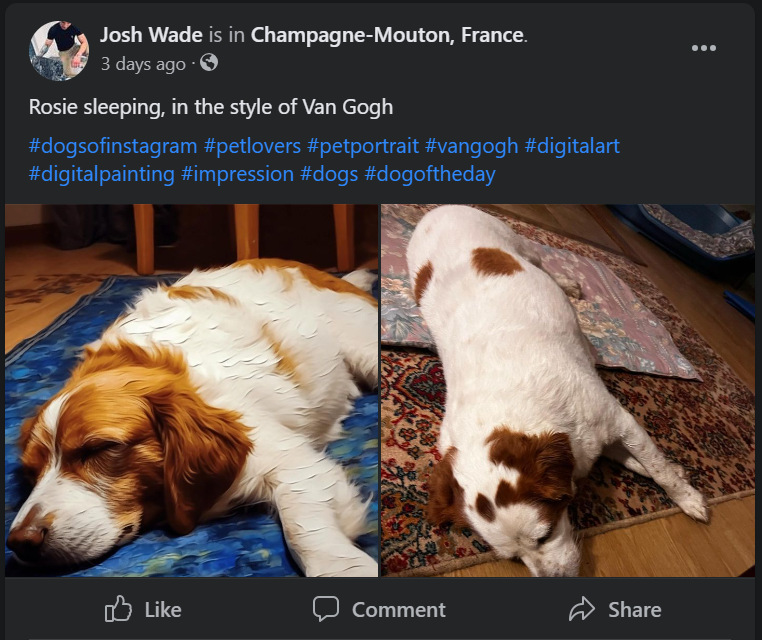 Josh Wade is in Champagne-Mouton, France.
3 days ago ·
Rosie sleeping, in the style of Van Gogh
#dogsofinstagram #petlovers #petportrait #vangogh #digitalart
#digitalpainting #impression #dogs #dogoftheday
Like Comment Share